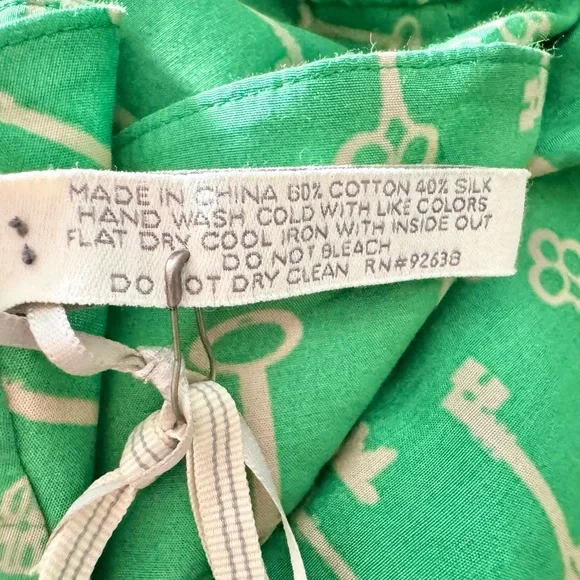 MADE IN CHINA 60% COTTON 40% SILK
HAND WASH COLD WITH LIKE COLORS
FLAT DRY COOL IRON WITH INSIDE OUT
DO NOT BLEACH
DO NOT DRY CLEAN RN#92638